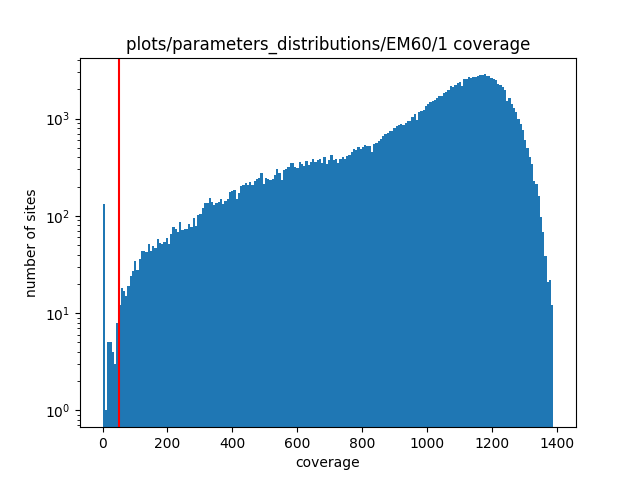 plots/parameters_distributions/EM60/1 coverage
number of sites
10³
10²
10¹
10⁰
0 200 400 600 800 1000 1200 1400
coverage